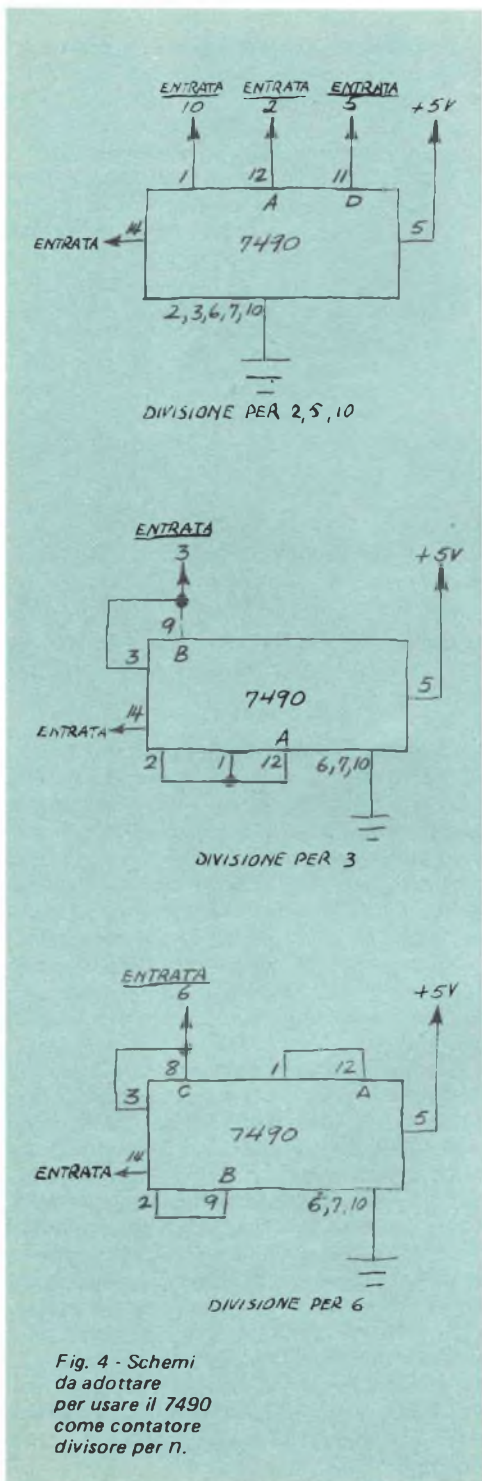 ENTRATA ENTRATA ENTRATA
10 2 5 +5V
1 12 11
A D
ENTRATA 14 7490 5
2, 3, 6, 7, 10
DIVISIONE PER 2, 5, 10
ENTRATA
3 +5V
9
3 B
7490 5
14
ENTRATA A
2 1 12 6, 7, 10
DIVISIONE PER 3
ENTRATA
6 +5V
1 12
8
3 C A
7490 5
14
ENTRATA B
2 9 6, 7, 10
DIVISIONE PER 6
Fig. 4 - Schemi
da adottare
per usare il 7490
come contatore
divisore per n.